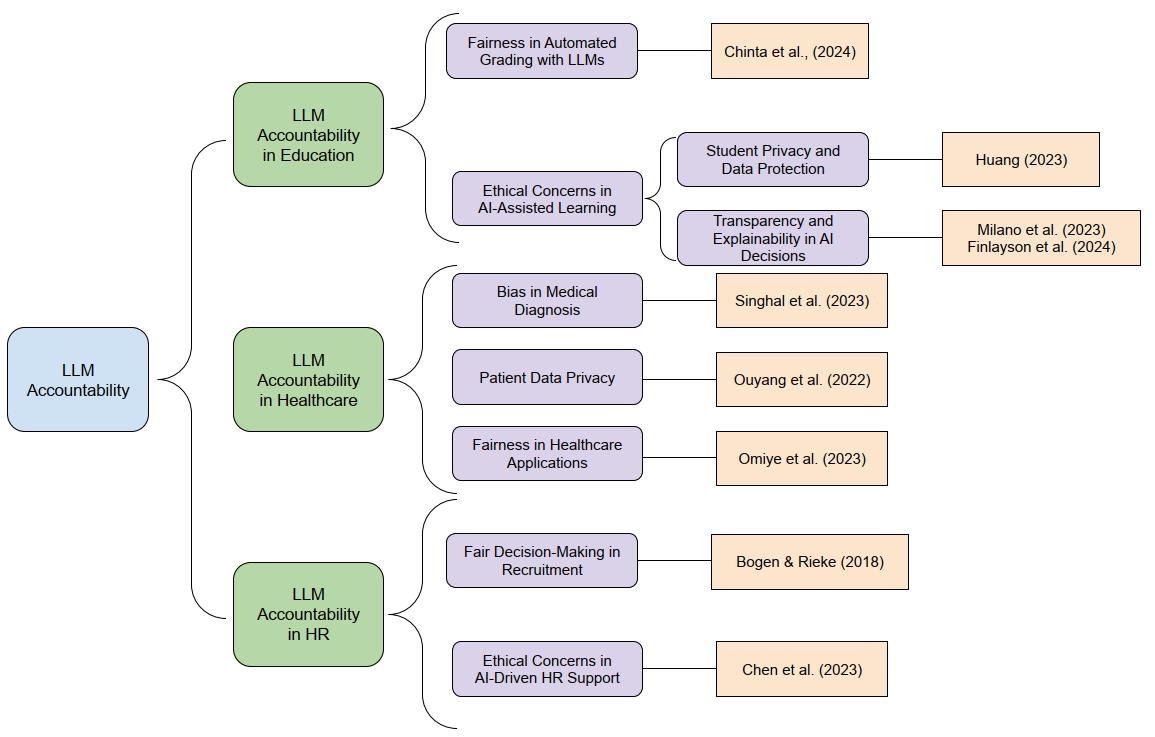 LLM
Accountability
LLM
Accountability
in Education
Fairness in Automated
Grading with LLMs
Chinta et al., (2024)
Ethical Concerns in
AI-Assisted Learning
Student Privacy and
Data Protection
Huang (2023)
Transparency and
Explainability in AI
Decisions
Milano et al. (2023)
Finlayson et al. (2024)
LLM
Accountability
in Healthcare
Bias in Medical
Diagnosis
Singhal et al. (2023)
Patient Data Privacy
Ouyang et al. (2022)
Fairness in Healthcare
Applications
Omiye et al. (2023)
LLM
Accountability
in HR
Fair Decision-Making in
Recruitment
Bogen & Rieke (2018)
Ethical Concerns in
AI-Driven HR Support
Chen et al. (2023)